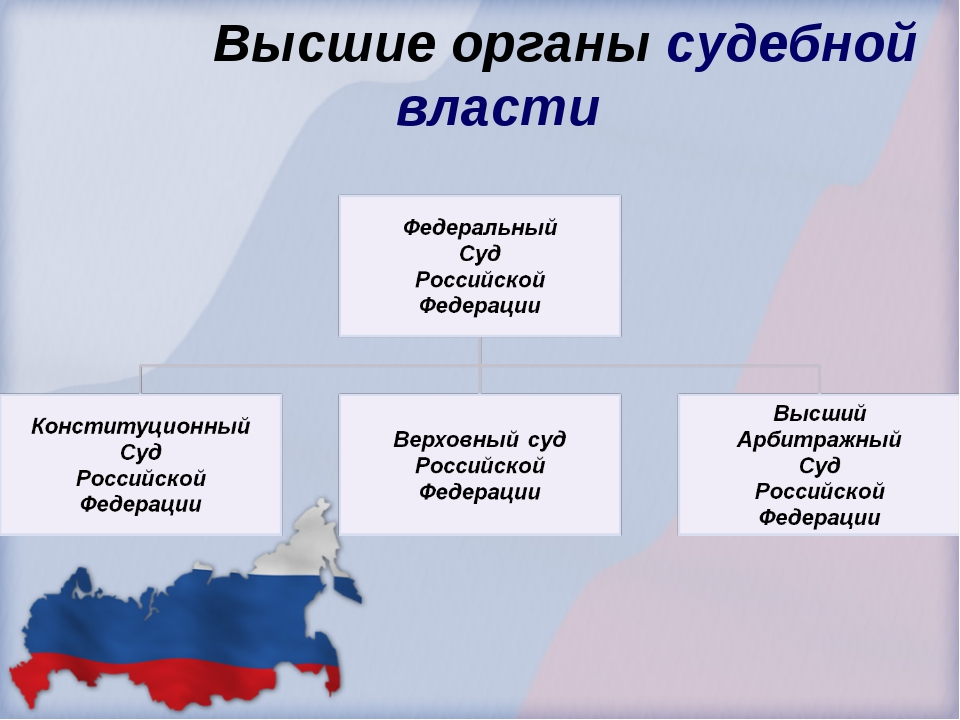 Высшие органы судебной
власти
Федеральный
Суд
Российской
Федерации
Конституционный
Суд
Российской
Федерации
Верховный суд
Российской
Федерации
Высший
Арбитражный
Суд
Российской
Федерации